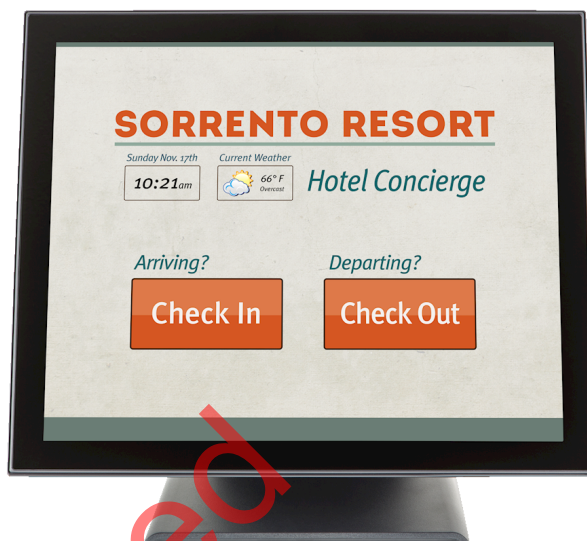 SORRENTO RESORT
Sunday Nov. 17th
Current Weather
10:21am
66° F
Overcast
Hotel Concierge
Arriving?
Departing?
Check In
Check Out
ed